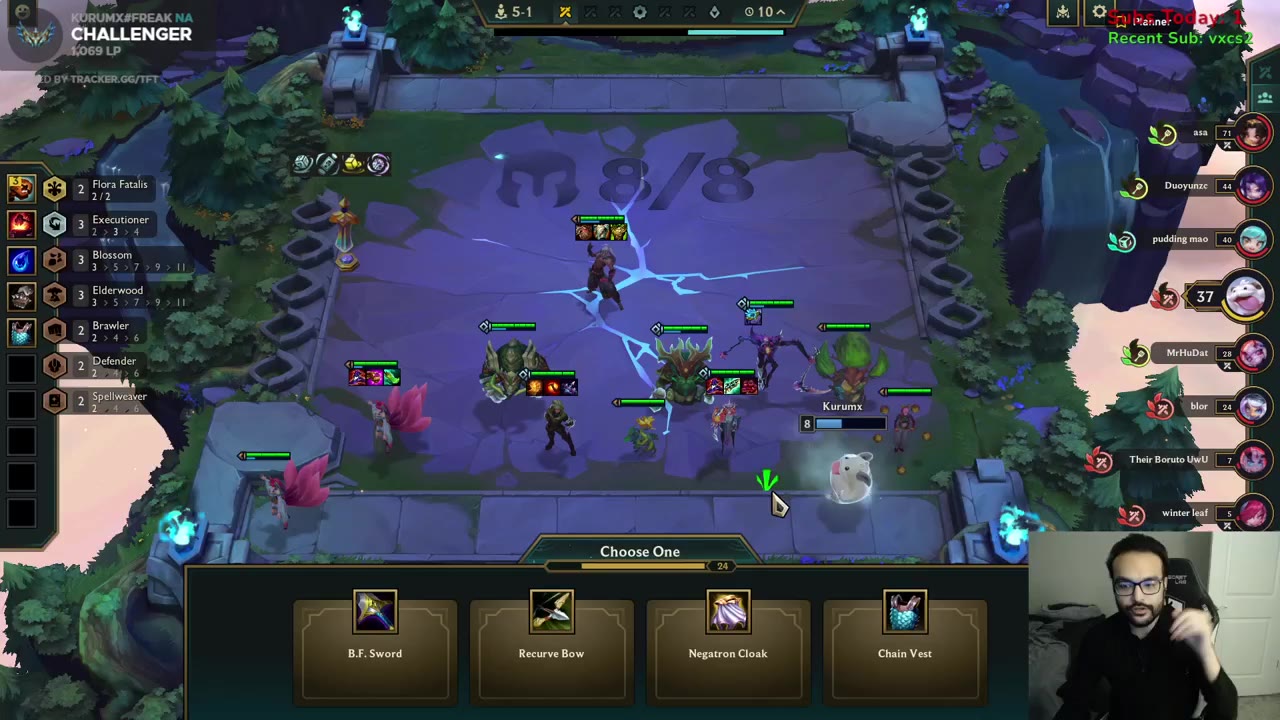 KURUMX#FREAK NA
CHALLENGER
1,069 LP
ED BY TRACKER.GG/TFT
5-1
10
Subs Today: 1
Planner
Recent Sub: vxcs2
8/8
2
Flora Fatalis
2 / 2
3
Executioner
2 > 3 > 4
3
Blossom
3 > 5 > 7 > 9 > 11
3
Elderwood
3 > 5 > 7 > 9 > 11
2
Brawler
2 > 4 > 6
2
Defender
2 > 4 > 6
2
Spellweaver
2 > 4 > 6
asa
71
Duoyunzc
44
pudding mao
40
37
MrHuDat
28
blor
24
Their Boruto UwU
7
winter leaf
5
Kurumx
8
Choose One
24
B.F. Sword
Recurve Bow
Negatron Cloak
Chain Vest